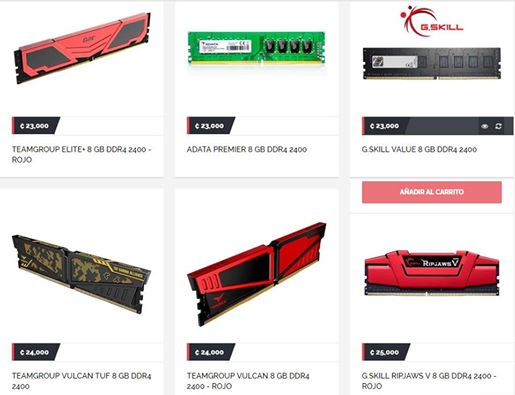 G.SKILL
ELITE
₡ 23,000
₡ 23,000
₡ 23,000
TEAMGROUP ELITE+ 8 GB DDR4 2400 -
ROJO
ADATA PREMIER 8 GB DDR4 2400
G.SKILL VALUE 8 GB DDR4 2400
AÑADIR AL CARRITO
RIPJAWS V
₡ 24,000
₡ 24,000
₡ 25,000
TEAMGROUP VULCAN TUF 8 GB DDR4
2400
TEAMGROUP VULCAN 8 GB DDR4
2400 - ROJO
G.SKILL RIPJAWS V 8 GB DDR4 2400 -
ROJO